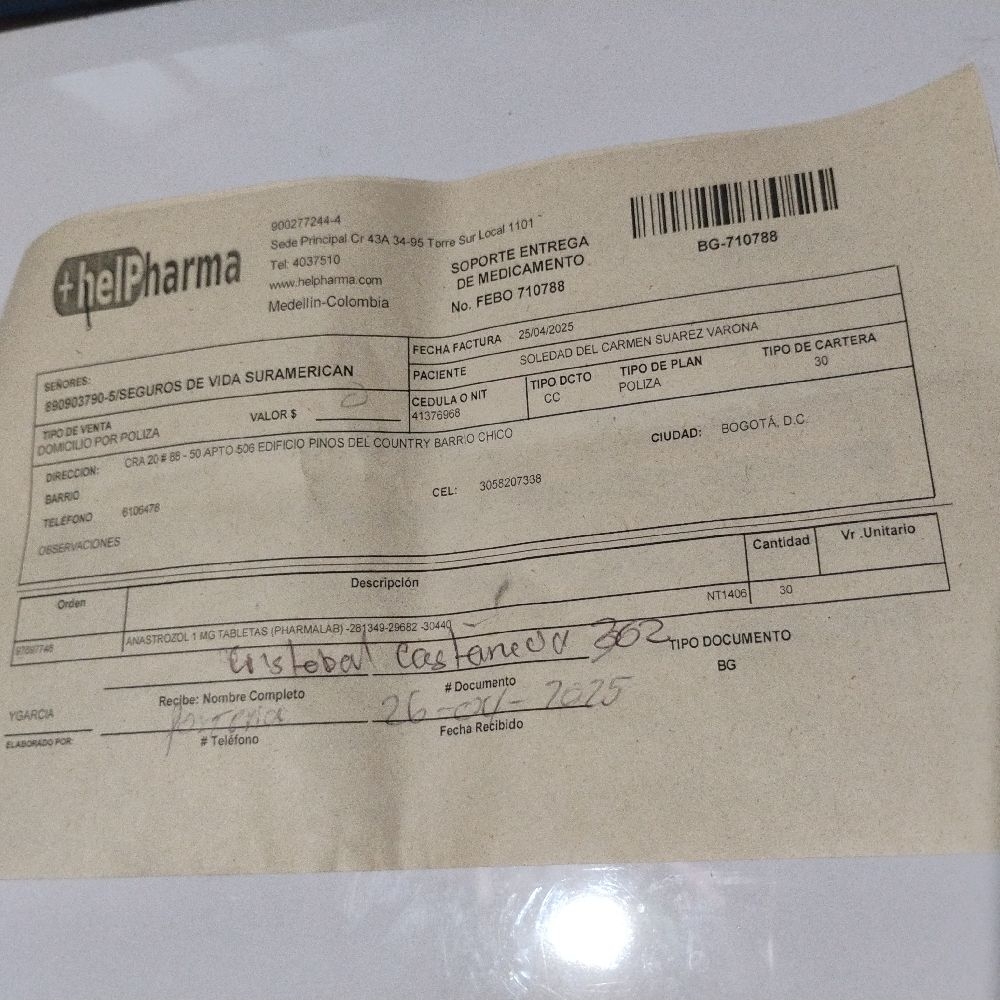 +helPharma
900277244-4
Sede Principal Cr 43A 34-95 Torre Sur Local 1101
Tel: 4037510
www.helpharma.com
Medellin-Colombia
SOPORTE ENTREGA
DE MEDICAMENTO
No. FEBO 710788
BG-710788
SEÑORES:
890903790-5/SEGUROS DE VIDA SURAMERICAN
FECHA FACTURA 25/04/2025
PACIENTE SOLEDAD DEL CARMEN SUAREZ VARONA
TIPO DE VENTA
DOMICILIO POR POLIZA
VALOR $ 0
CEDULA O NIT
41376968
TIPO DCTO
CC
TIPO DE PLAN
POLIZA
TIPO DE CARTERA
30
DIRECCION: CRA 20 # 88 - 50 APTO 506 EDIFICIO PINOS DEL COUNTRY BARRIO CHICO
CIUDAD: BOGOTÁ, D.C.
BARRIO
TELÉFONO 6106478
CEL: 3058207338
OBSERVACIONES
Orden Descripción Cantidad Vr .Unitario
ANASTROZOL 1 MG TABLETAS (PHARMALAB) -281349-29682 -30440 NT1406 30
Cristobal Castaneda 362
Recibe: Nombre Completo
# Documento
TIPO DOCUMENTO
BG
YGARCIA
26- -2025
ELABORADO POR:
# Teléfono
Fecha Recibido